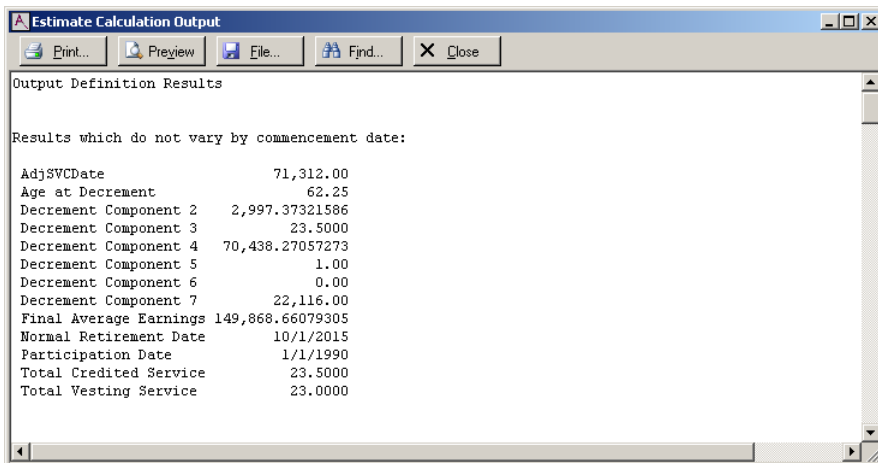 Estimate Calculation Output
Print... Preview File... Find... Close
Output Definition Results
Results which do not vary by commencement date:
AdjSVCDate 71,312.00
Age at Decrement 62.25
Decrement Component 2 2,997.37321586
Decrement Component 3 23.5000
Decrement Component 4 70,438.27057273
Decrement Component 5 1.00
Decrement Component 6 0.00
Decrement Component 7 22,116.00
Final Average Earnings 149,868.66079305
Normal Retirement Date 10/1/2015
Participation Date 1/1/1990
Total Credited Service 23.5000
Total Vesting Service 23.0000